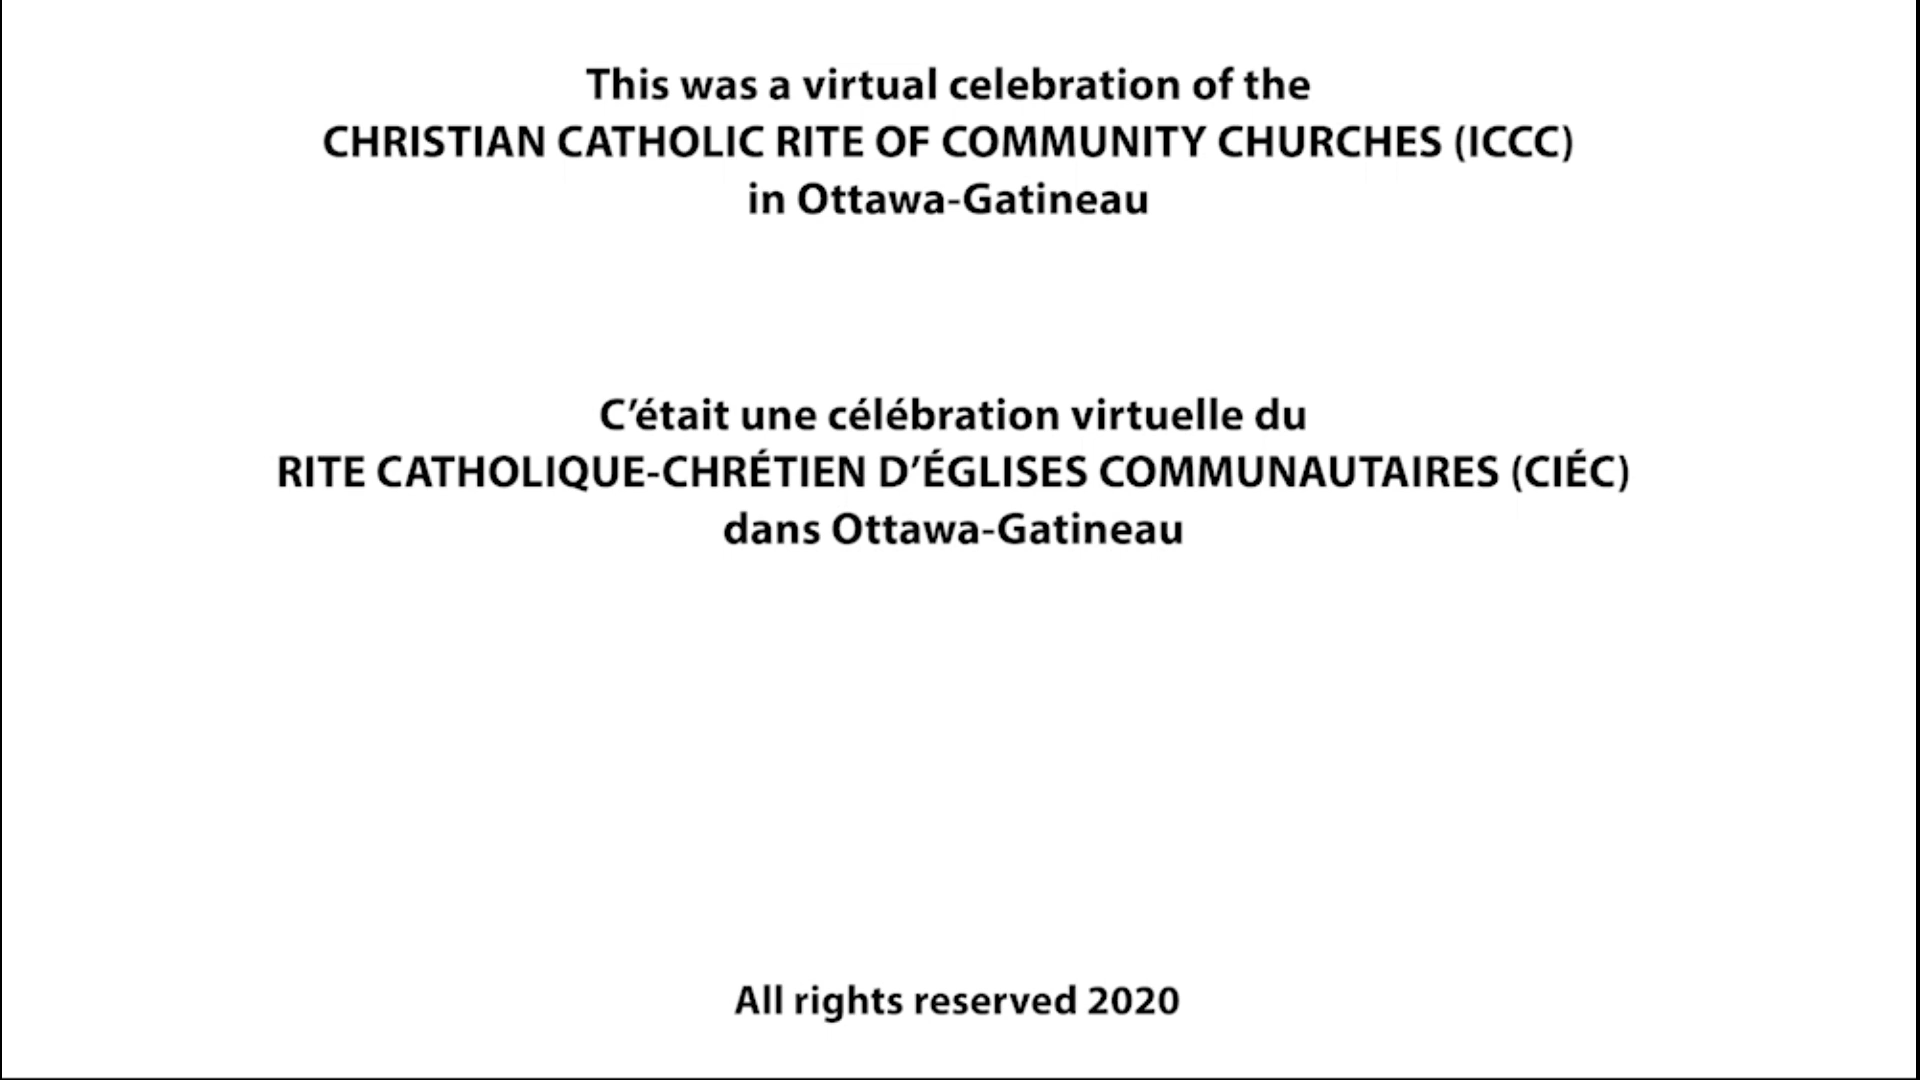 This was a virtual celebration of the
CHRISTIAN CATHOLIC RITE OF COMMUNITY CHURCHES (ICCC)
in Ottawa-Gatineau
C’était une célébration virtuelle du
RITE CATHOLIQUE-CHRÉTIEN D’ÉGLISES COMMUNAUTAIRES (CIÉC)
dans Ottawa-Gatineau
All rights reserved 2020